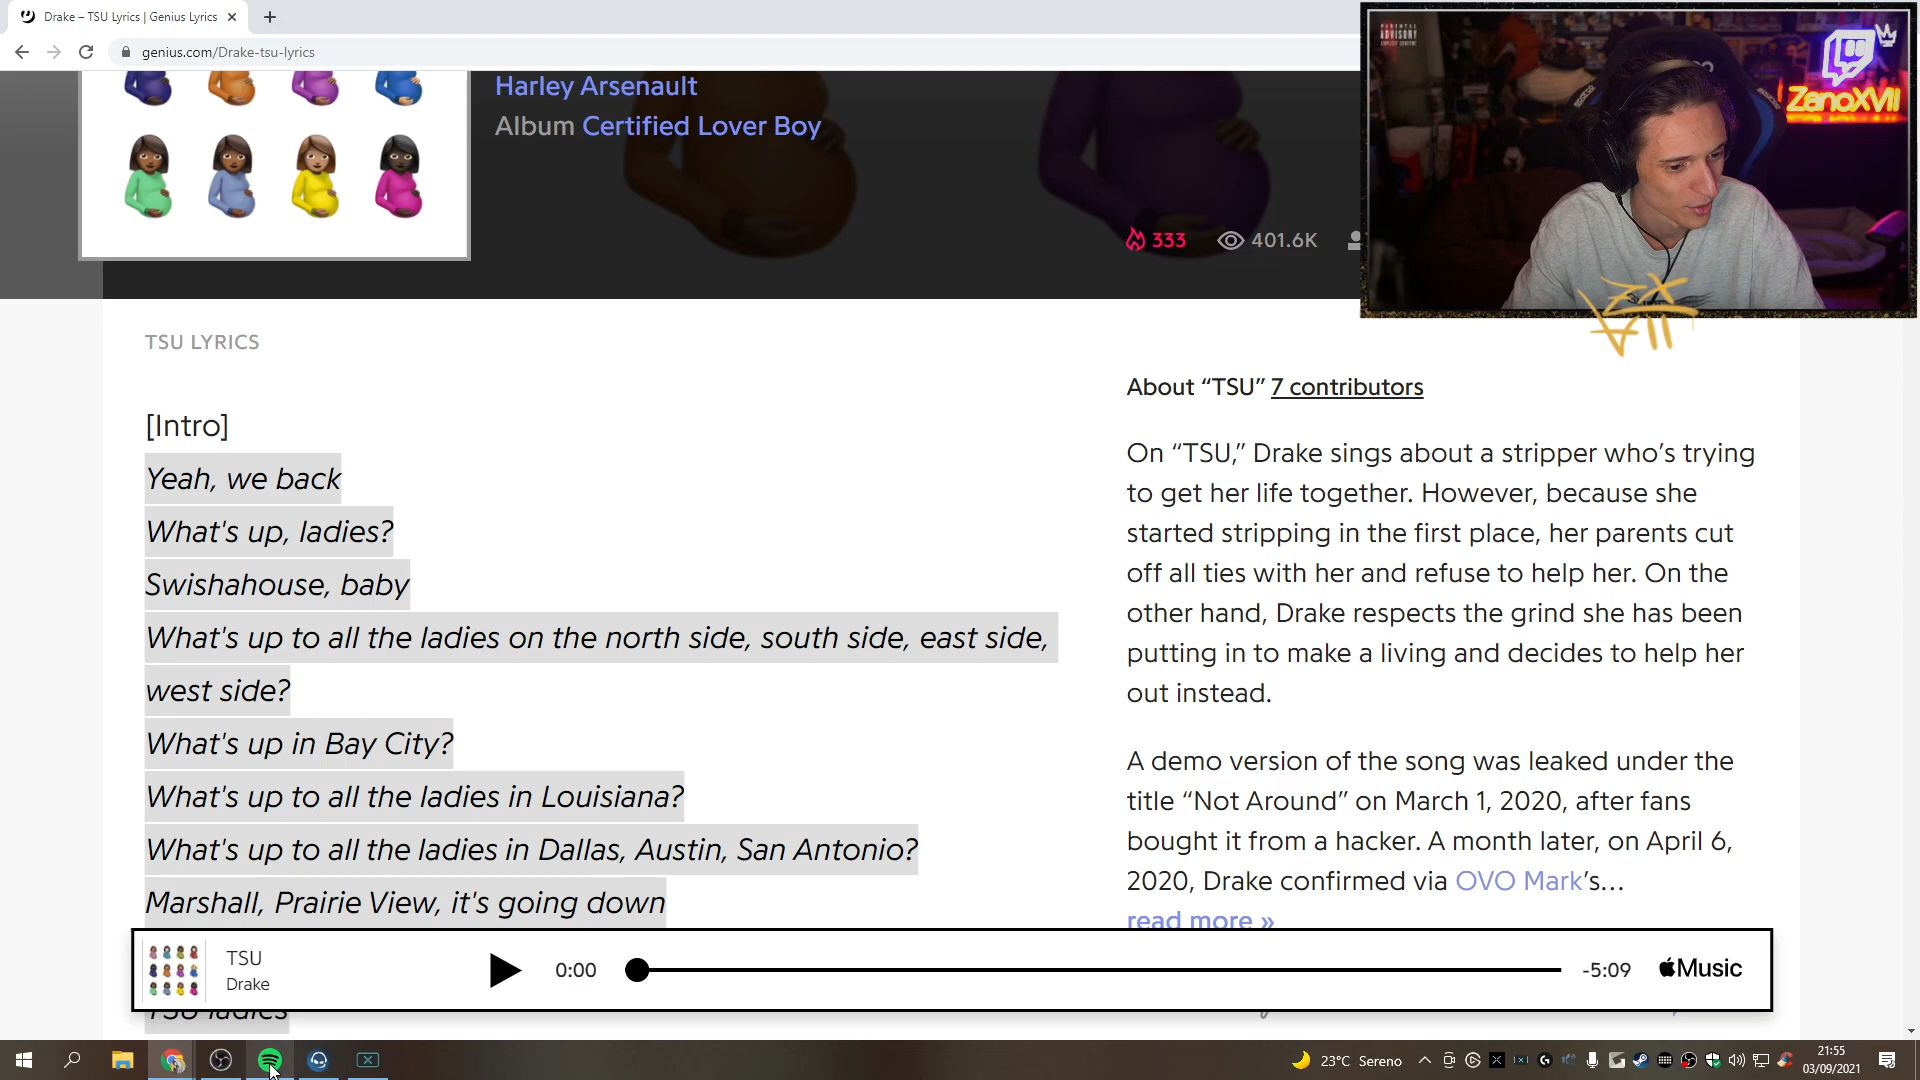 Drake – TSU Lyrics | Genius Lyrics
genius.com/Drake-tsu-lyrics
Harley Arsenault
Album Certified Lover Boy
333
401.6K
PARENTAL
ADVISORY
EXPLICIT CONTENT
ZanoXVII
TSU LYRICS
[Intro]
Yeah, we back
What's up, ladies?
Swishahouse, baby
What's up to all the ladies on the north side, south side, east side,
west side?
What's up in Bay City?
What's up to all the ladies in Louisiana?
What's up to all the ladies in Dallas, Austin, San Antonio?
Marshall, Prairie View, it's going down
TSU ladies
About “TSU” 7 contributors
On “TSU,” Drake sings about a stripper who’s trying
to get her life together. However, because she
started stripping in the first place, her parents cut
off all ties with her and refuse to help her. On the
other hand, Drake respects the grind she has been
putting in to make a living and decides to help her
out instead.
A demo version of the song was leaked under the
title “Not Around” on March 1, 2020, after fans
bought it from a hacker. A month later, on April 6,
2020, Drake confirmed via OVO Mark’s...
read more »
TSU
Drake
0:00
-5:09
Music
23°C Sereno
21:55
03/09/2021